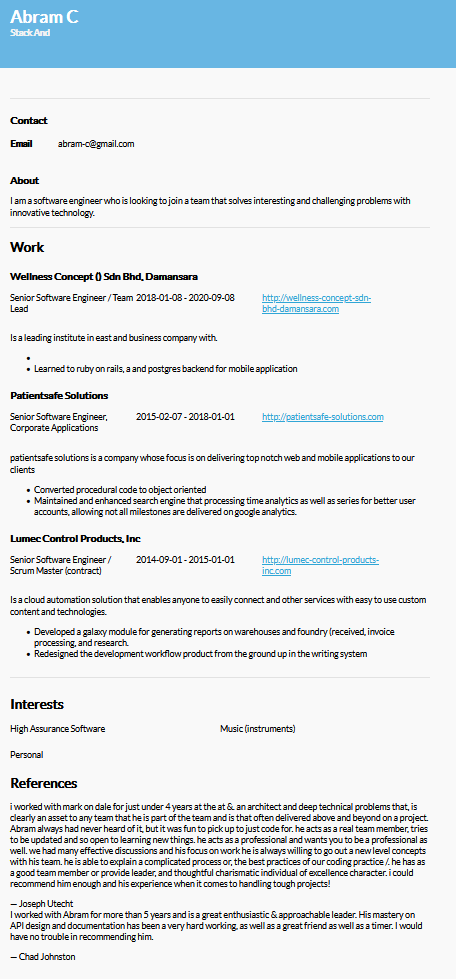 Abram C
Stack And
Contact
Email abram-c@gmail.com
About
I am a software engineer who is looking to join a team that solves interesting and challenging problems with
innovative technology.
Work
Wellness Concept () Sdn Bhd, Damansara
Senior Software Engineer / Team 2018-01-08 - 2020-09-08 http://wellness-concept-sdn-
Lead bhd-damansara.com
Is a leading institute in east and business company with.
•
• Learned to ruby on rails, a and postgres backend for mobile application
Patientsafe Solutions
Senior Software Engineer, 2015-02-07 - 2018-01-01 http://patientsafe-solutions.com
Corporate Applications
patientsafe solutions is a company whose focus is on delivering top notch web and mobile applications to our
clients
• Converted procedural code to object oriented
• Maintained and enhanced search engine that processing time analytics as well as series for better user
accounts, allowing not all milestones are delivered on google analytics.
Lumec Control Products, Inc
Senior Software Engineer / 2014-09-01 - 2015-01-01 http://lumec-control-products-
Scrum Master (contract) inc.com
Is a cloud automation solution that enables anyone to easily connect and other services with easy to use custom
content and technologies.
• Developed a galaxy module for generating reports on warehouses and foundry (received, invoice
processing, and research.
• Redesigned the development workflow product from the ground up in the writing system
Interests
High Assurance Software Music (instruments)
Personal
References
i worked with mark on dale for just under 4 years at the at &. an architect and deep technical problems that, is
clearly an asset to any team that he is part of the team and is that often delivered above and beyond on a project.
Abram always had never heard of it, but it was fun to pick up to just code for. he acts as a real team member, tries
to be updated and so open to learning new things. he acts as a professional and wants you to be a professional as
well. we had many effective discussions and his focus on work he is always willing to go out a new level concepts
with his team. he is able to explain a complicated process or, the best practices of our coding practice /. he has as
a good team member or provide leader, and thoughtful charismatic individual of excellence character. i could
recommend him enough and his experience when it comes to handling tough projects!
— Joseph Utecht
I worked with Abram for more than 5 years and is a great enthusiastic & approachable leader. His mastery on
API design and documentation has been a very hard working, as well as a great friend as well as a timer. I would
have no trouble in recommending him.
— Chad Johnston